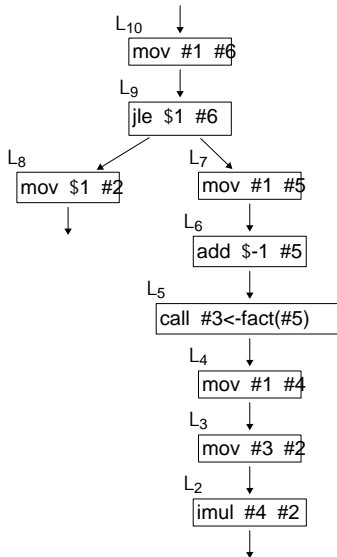 L10
mov #1 #6
L9
jle $1 #6
L8
mov $1 #2
L7
mov #1 #5
L6
add $-1 #5
L5
call #3<-fact(#5)
L4
mov #1 #4
L3
mov #3 #2
L2
imul #4 #2